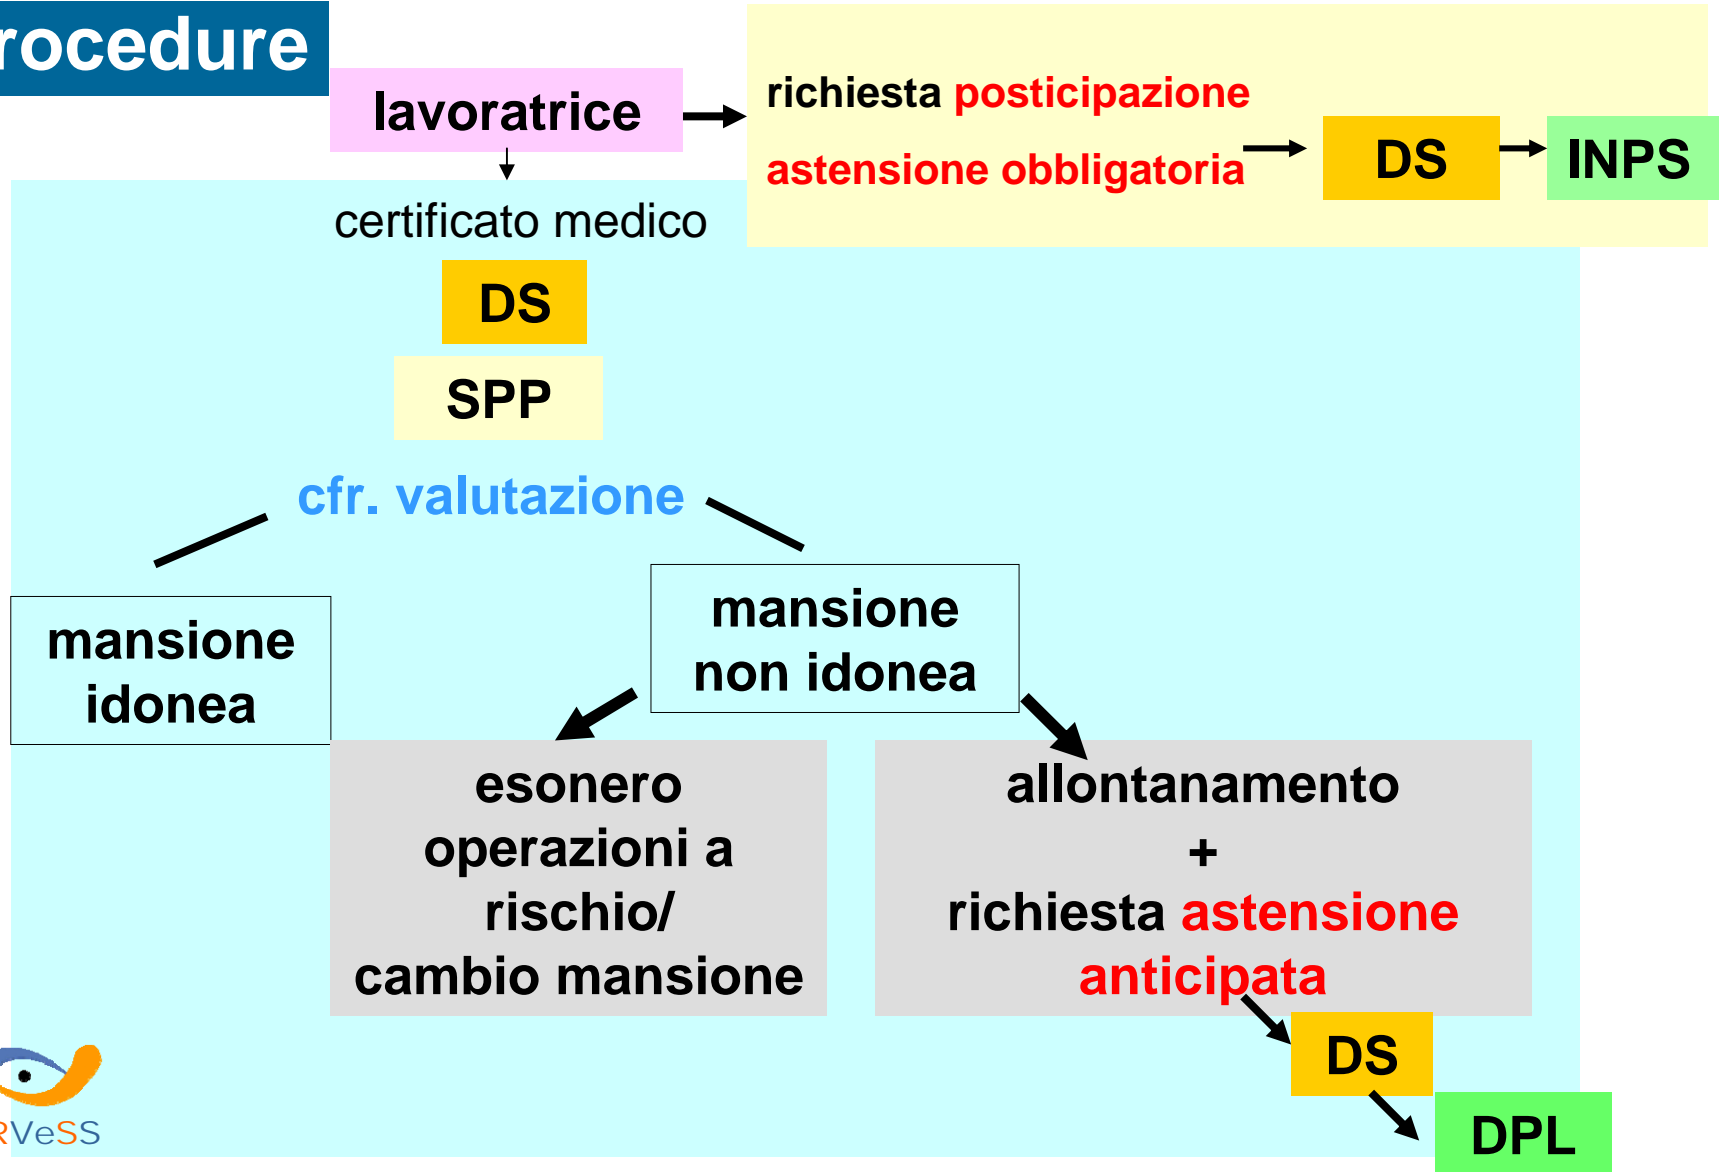 rocedure
lavoratrice
richiesta posticipazione
astensione obbligatoria
DS
INPS
certificato medico
DS
SPP
cfr. valutazione
mansione
idonea
mansione
non idonea
esonero
operazioni a
rischio/
cambio mansione
allontanamento
+
richiesta astensione
anticipata
DS
DPL
RVeSS